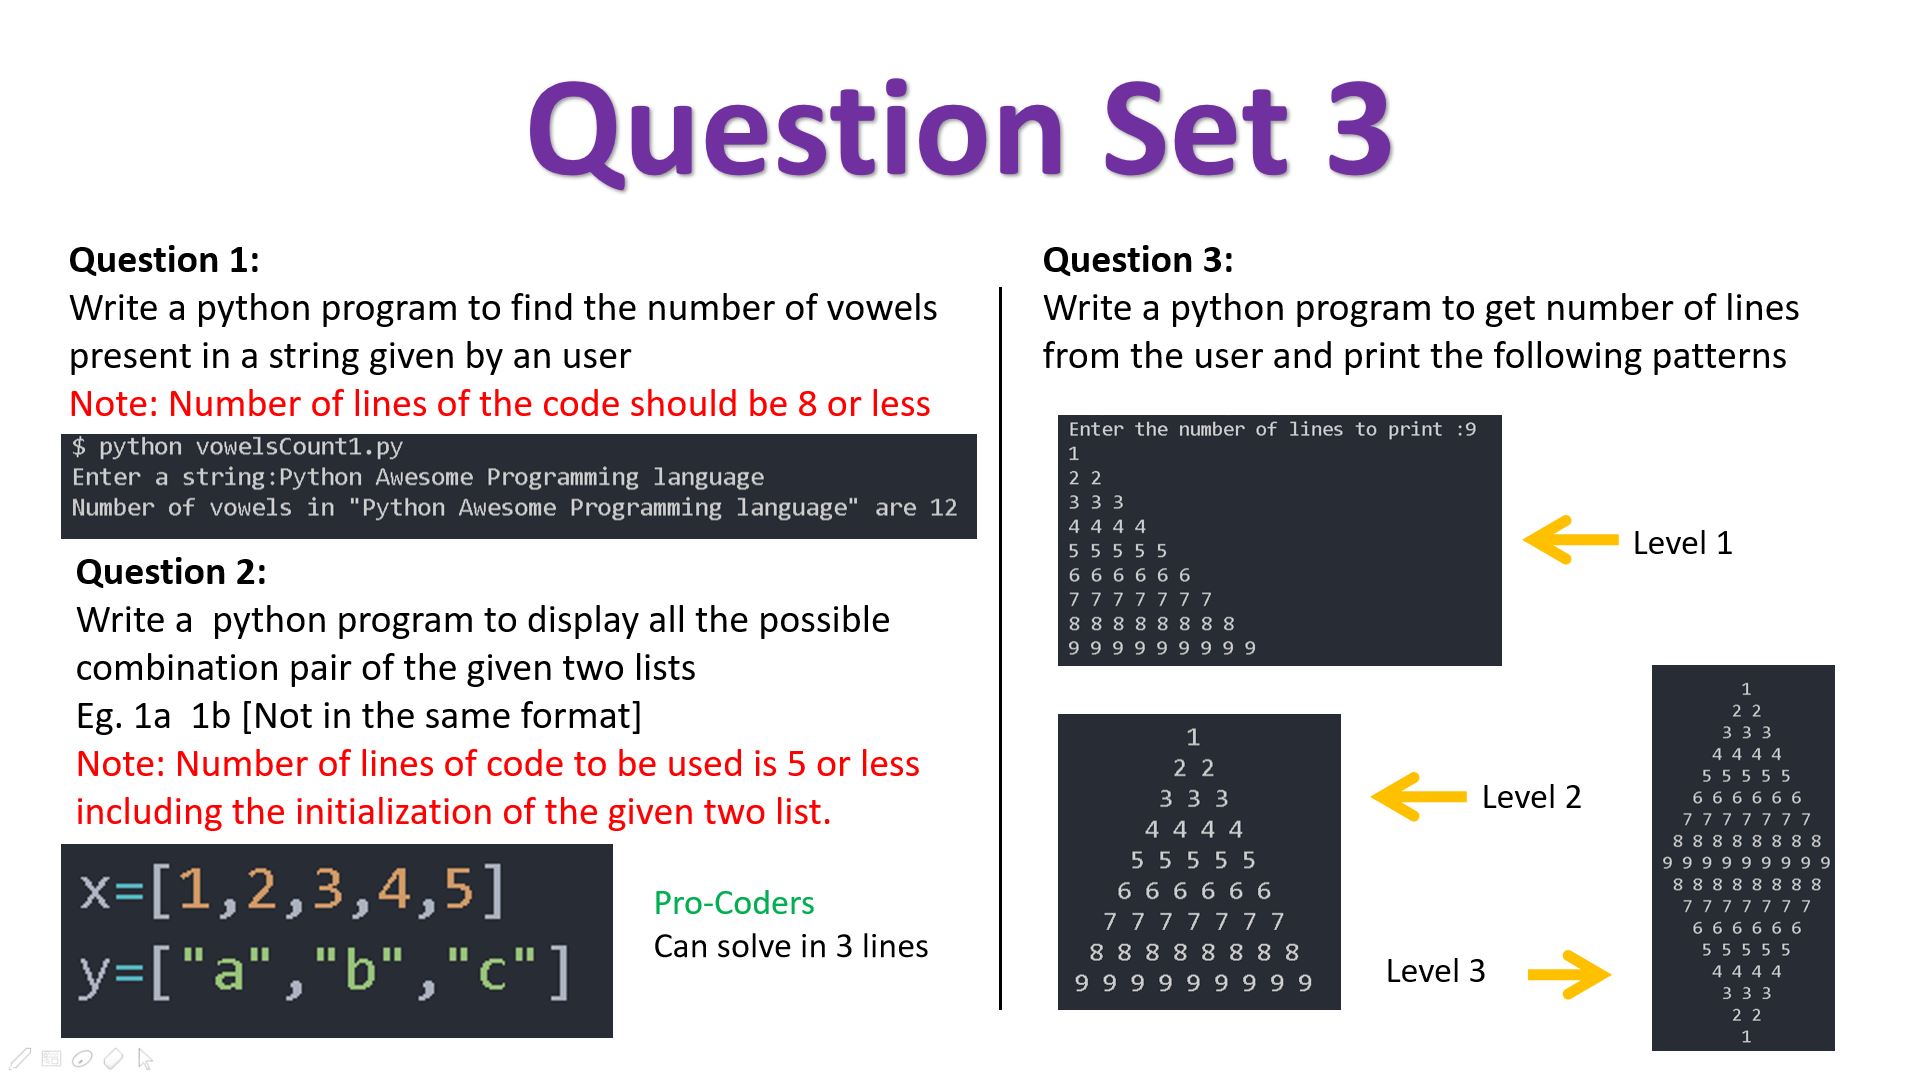 Question Set 3
Question 1:
Write a python program to find the number of vowels
present in a string given by an user
Note: Number of lines of the code should be 8 or less
$ python vowelsCount1.py
Enter a string:Python Awesome Programming language
Number of vowels in "Python Awesome Programming language" are 12
Question 2:
Write a  python program to display all the possible
combination pair of the given two lists
Eg. 1a  1b [Not in the same format]
Note: Number of lines of code to be used is 5 or less
including the initialization of the given two list.
x=[1,2,3,4,5]
y=["a","b","c"]
Pro-Coders
Can solve in 3 lines
Question 3:
Write a python program to get number of lines
from the user and print the following patterns
Enter the number of lines to print :9
1
2 2
3 3 3
4 4 4 4
5 5 5 5 5
6 6 6 6 6 6
7 7 7 7 7 7 7
8 8 8 8 8 8 8 8
9 9 9 9 9 9 9 9 9
Level 1
1
2 2
3 3 3
4 4 4 4
5 5 5 5 5
6 6 6 6 6 6
7 7 7 7 7 7 7
8 8 8 8 8 8 8 8
9 9 9 9 9 9 9 9 9
Level 2
Level 3
1
2 2
3 3 3
4 4 4 4
5 5 5 5 5
6 6 6 6 6 6
7 7 7 7 7 7 7
8 8 8 8 8 8 8 8
9 9 9 9 9 9 9 9 9
8 8 8 8 8 8 8 8
7 7 7 7 7 7 7
6 6 6 6 6 6
5 5 5 5 5
4 4 4 4
3 3 3
2 2
1